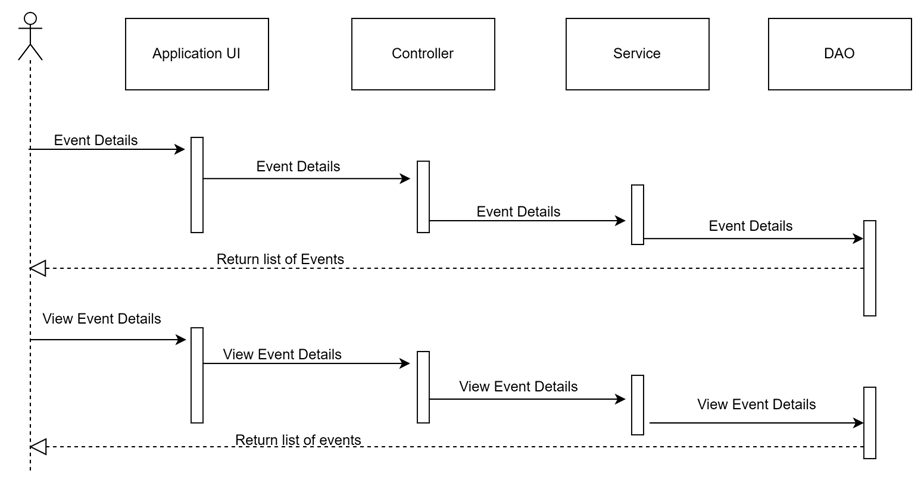 Application UI
Controller
Service
DAO
Event Details
Event Details
Event Details
Event Details
Return list of Events
View Event Details
View Event Details
View Event Details
View Event Details
Return list of events